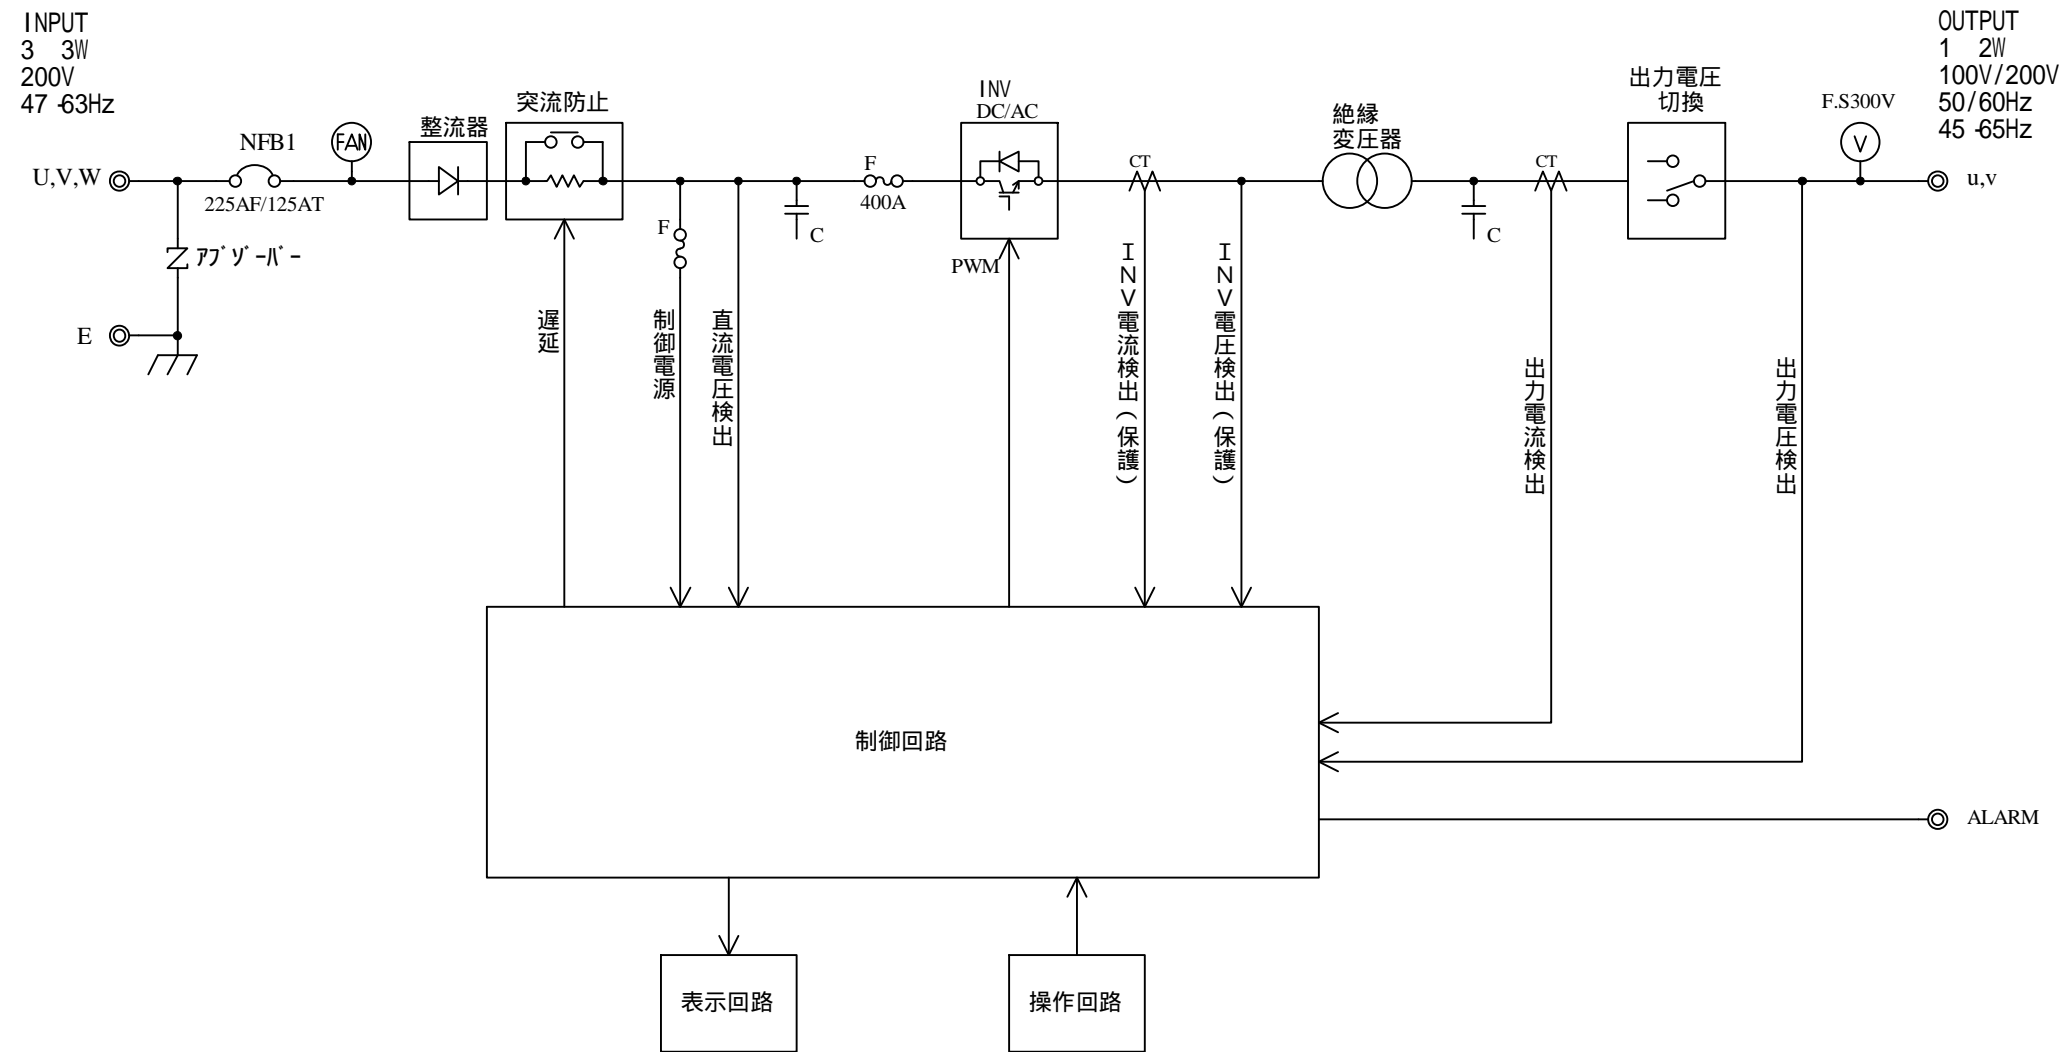 INPUT
3 3W
200V
47-63Hz
OUTPUT
1 2W
100V/200V
50/60Hz
45-65Hz
U,V,W
NFB1
225AF/125AT
FAN
整流器
突流防止
F
400A
INV
DC/AC
CT
絶縁
変圧器
CT
出力電圧
切換
F.S300V
V
u,v
アブゾーバー
E
F
C
PWM
C
遅延
制御電源
直流電圧検出
INV電流検出(保護)
INV電圧検出(保護)
出力電流検出
出力電圧検出
制御回路
ALARM
表示回路
操作回路